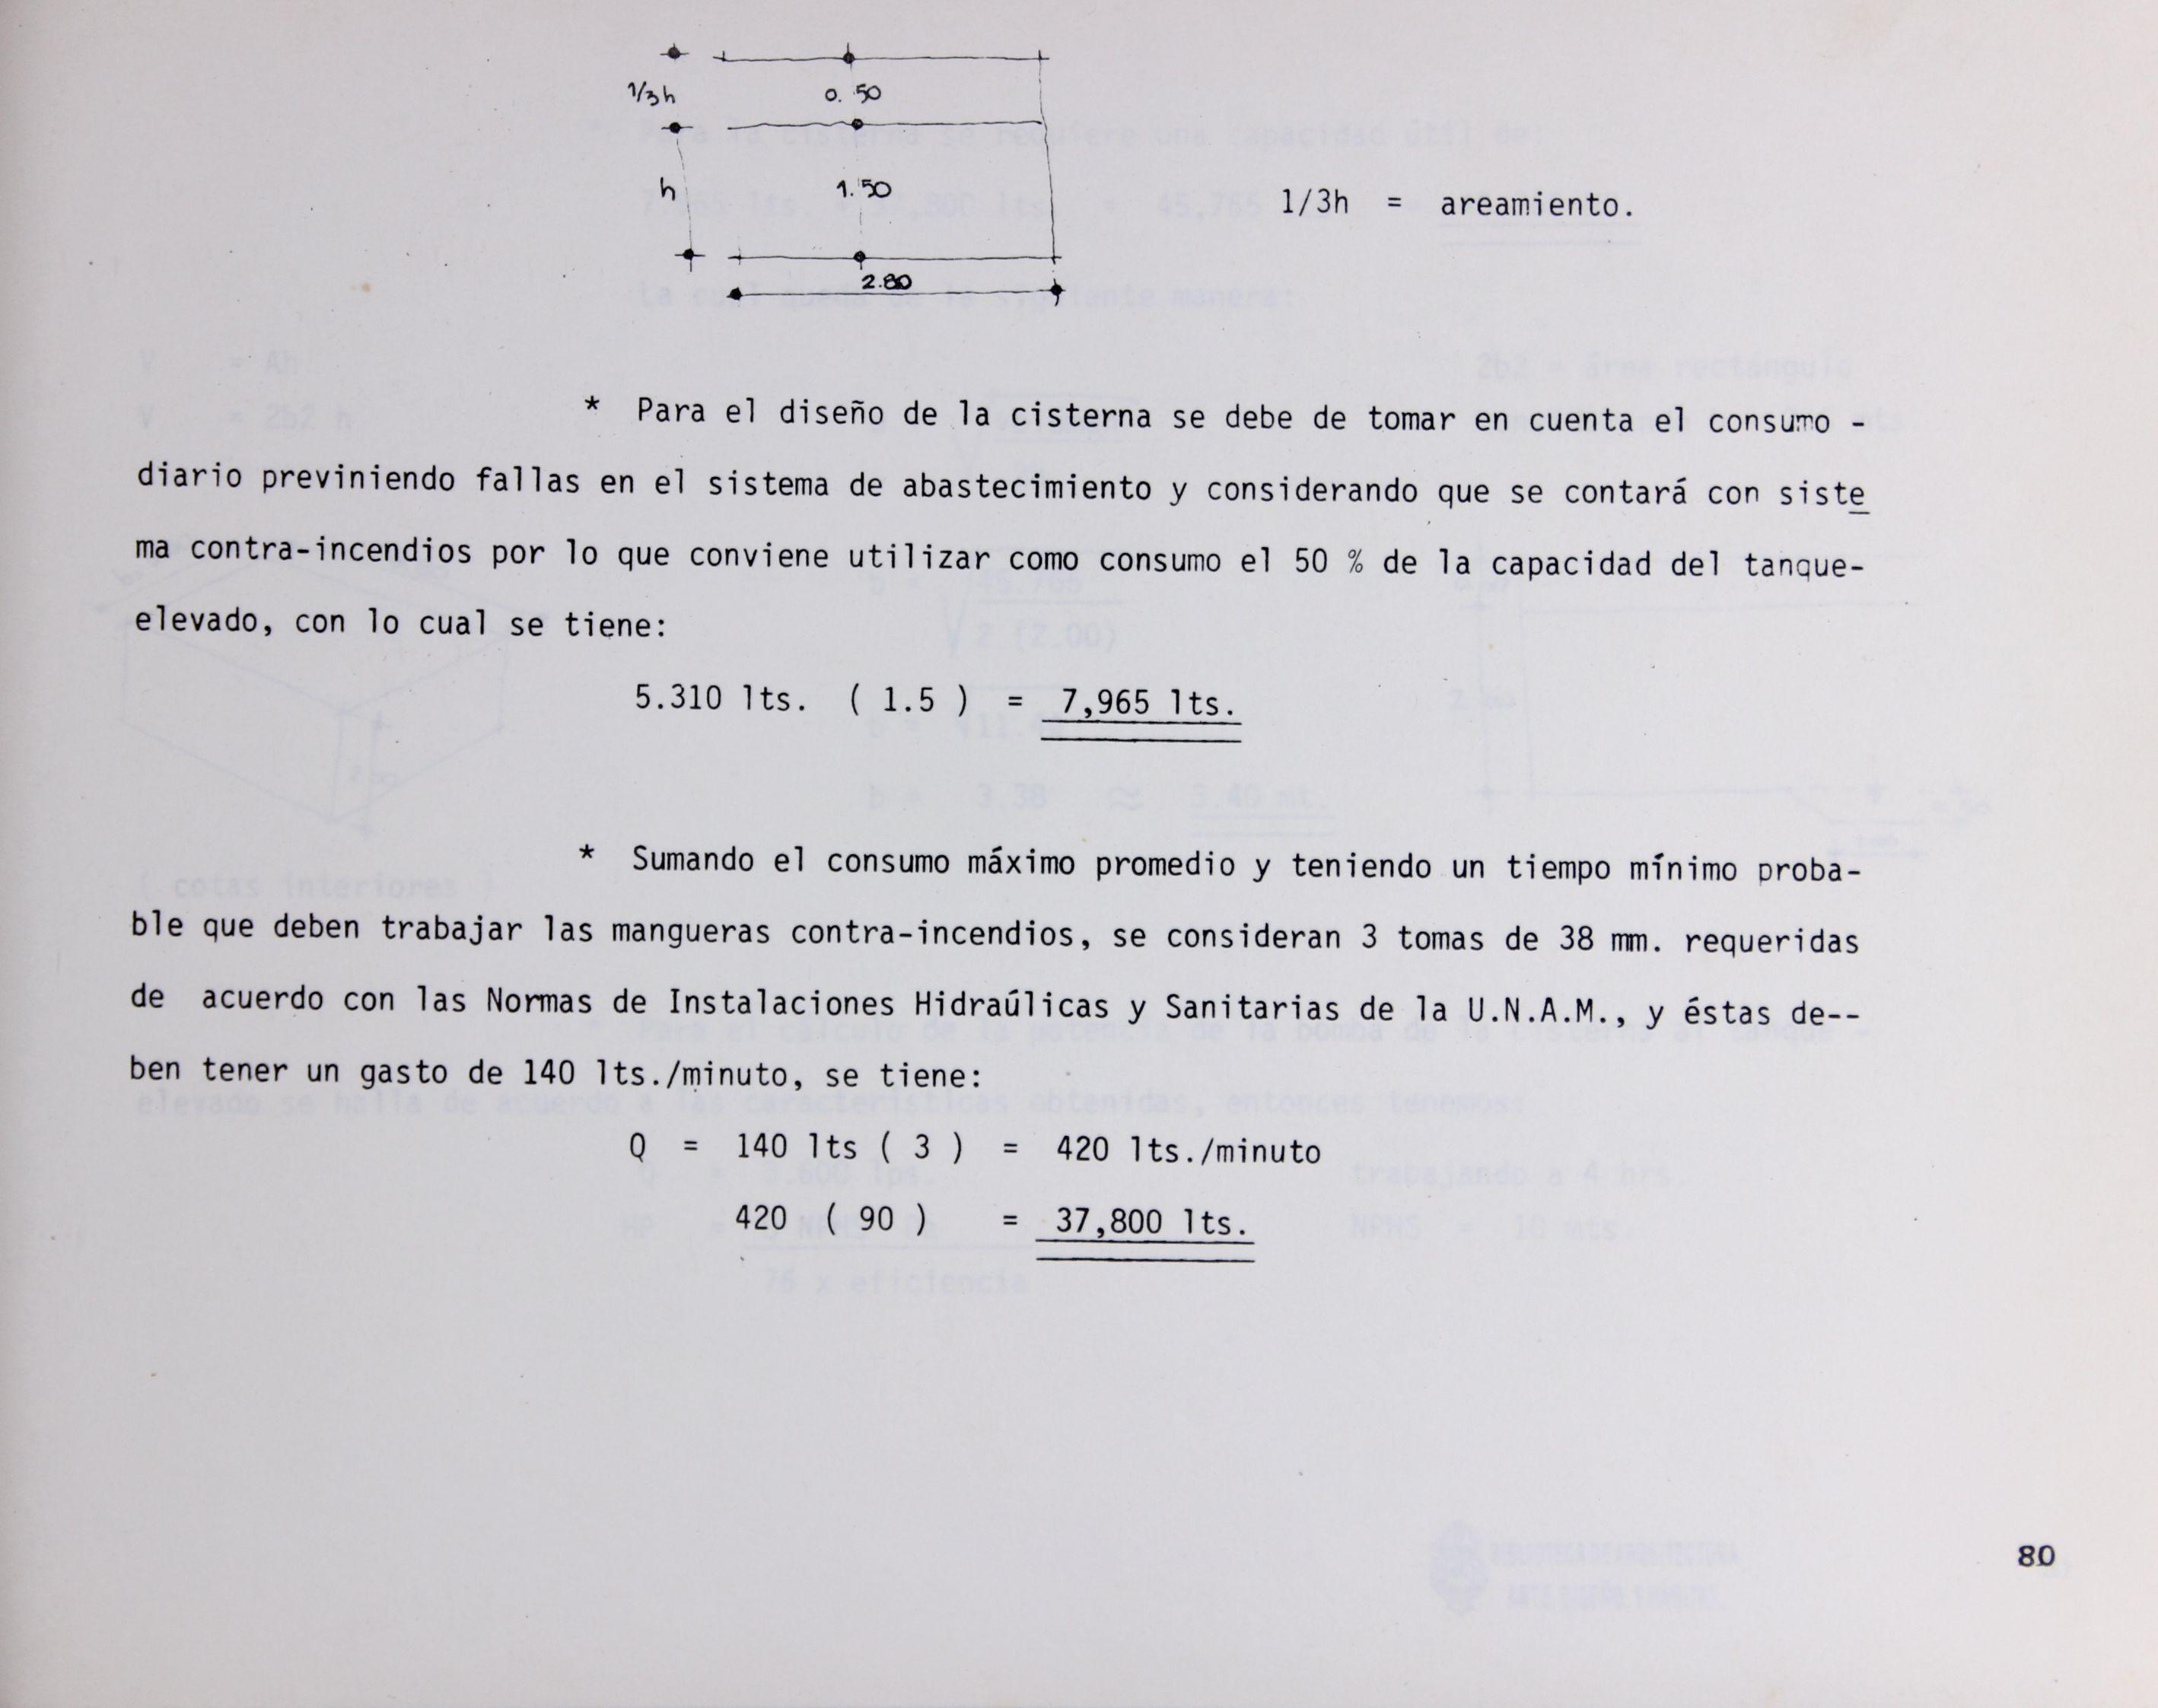 1/3h 0.50
h 1.50
1/3h = areamiento.
2.80
* Para el diseño de la cisterna se debe de tomar en cuenta el consumo -
diario previniendo fallas en el sistema de abastecimiento y considerando que se contará con siste
ma contra-incendios por lo que conviene utilizar como consumo el 50 % de la capacidad del tanque-
elevado, con lo cual se tiene:
5.310 lts. ( 1.5 ) = 7,965 lts.
* Sumando el consumo máximo promedio y teniendo un tiempo mínimo proba-
ble que deben trabajar las mangueras contra-incendios, se consideran 3 tomas de 38 mm. requeridas
de acuerdo con las Normas de Instalaciones Hidraúlicas y Sanitarias de la U.N.A.M., y éstas de--
ben tener un gasto de 140 lts./minuto, se tiene:
Q = 140 lts ( 3 ) = 420 lts./minuto
420 ( 90 ) = 37,800 lts.
80